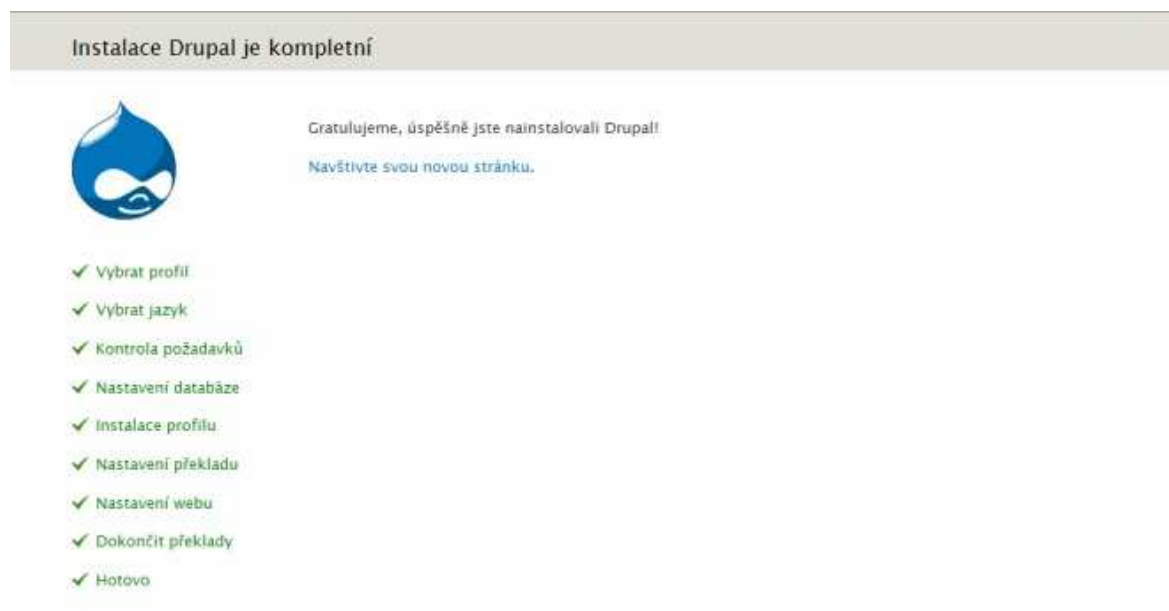 Instalace Drupal je kompletní
Gratulujeme, úspěšně jste nainstalovali Drupal!
Navštivte svou novou stránku.
Vybrat profil
Vybrat jazyk
Kontrola požadavků
Nastavení databáze
Instalace profilu
Nastavení překladu
Nastavení webu
Dokončit překlady
Hotovo